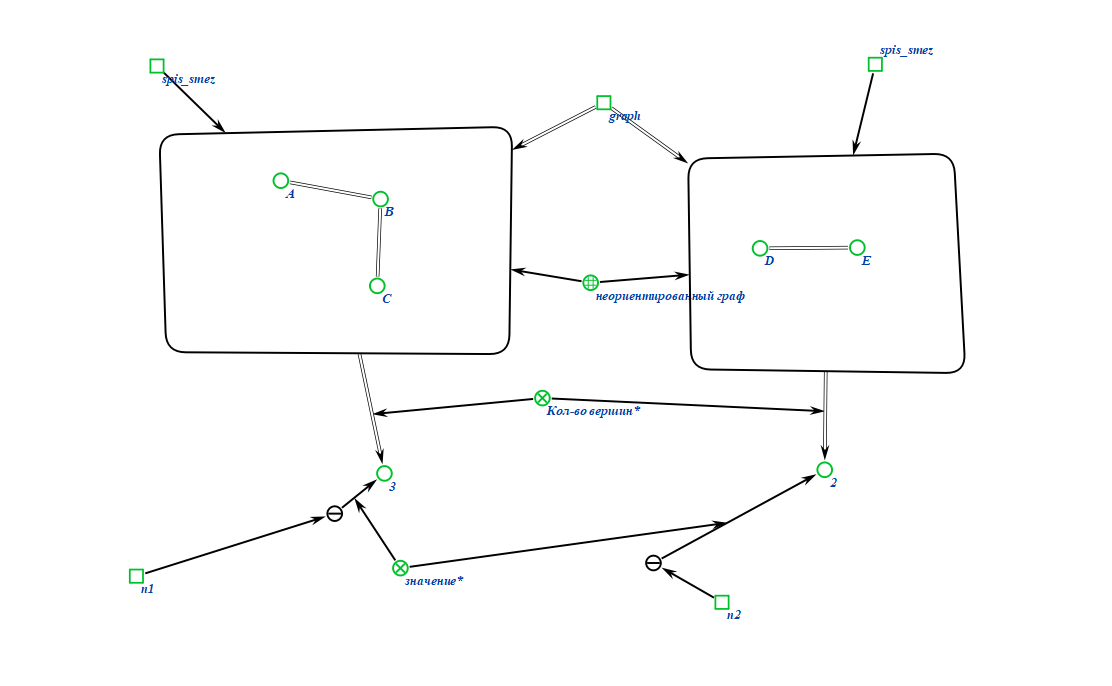 spis_smez
spis_smez
graph
A
B
C
D
E
неориентированный граф
Кол-во вершин*
3
2
значение*
n1
n2